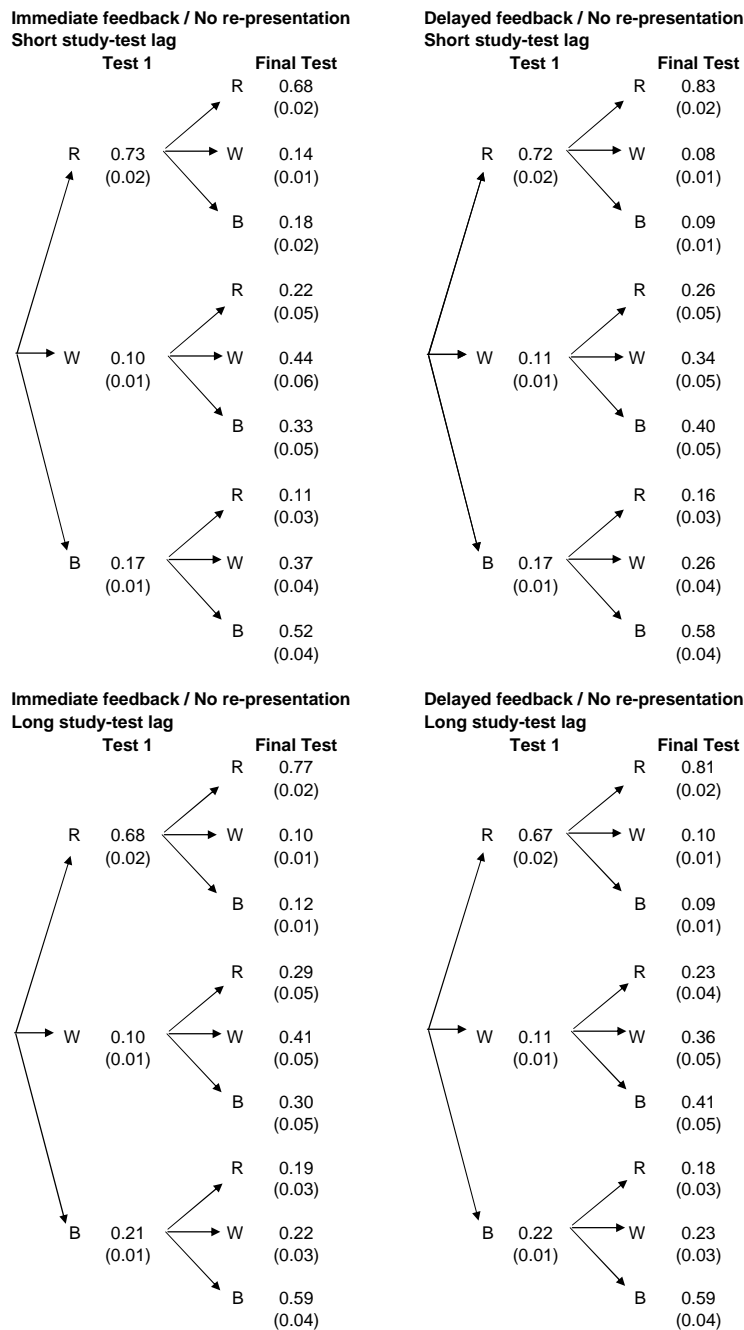 Immediate feedback / No re-presentation
Short study-test lag
Test 1 Final Test
R 0.68
(0.02)
R 0.73 W 0.14
(0.02) (0.01)
B 0.18
(0.02)
R 0.22
(0.05)
W 0.10 W 0.44
(0.01) (0.06)
B 0.33
(0.05)
R 0.11
(0.03)
B 0.17 W 0.37
(0.01) (0.04)
B 0.52
(0.04)
Delayed feedback / No re-presentation
Short study-test lag
Test 1 Final Test
R 0.83
(0.02)
R 0.72 W 0.08
(0.02) (0.01)
B 0.09
(0.01)
R 0.26
(0.05)
W 0.11 W 0.34
(0.01) (0.05)
B 0.40
(0.05)
R 0.16
(0.03)
B 0.17 W 0.26
(0.01) (0.04)
B 0.58
(0.04)
Immediate feedback / No re-presentation
Long study-test lag
Test 1 Final Test
R 0.77
(0.02)
R 0.68 W 0.10
(0.02) (0.01)
B 0.12
(0.01)
R 0.29
(0.05)
W 0.10 W 0.41
(0.01) (0.05)
B 0.30
(0.05)
R 0.19
(0.03)
B 0.21 W 0.22
(0.01) (0.03)
B 0.59
(0.04)
Delayed feedback / No re-presentation
Long study-test lag
Test 1 Final Test
R 0.81
(0.02)
R 0.67 W 0.10
(0.02) (0.01)
B 0.09
(0.01)
R 0.23
(0.04)
W 0.11 W 0.36
(0.01) (0.05)
B 0.41
(0.05)
R 0.18
(0.03)
B 0.22 W 0.23
(0.01) (0.03)
B 0.59
(0.04)